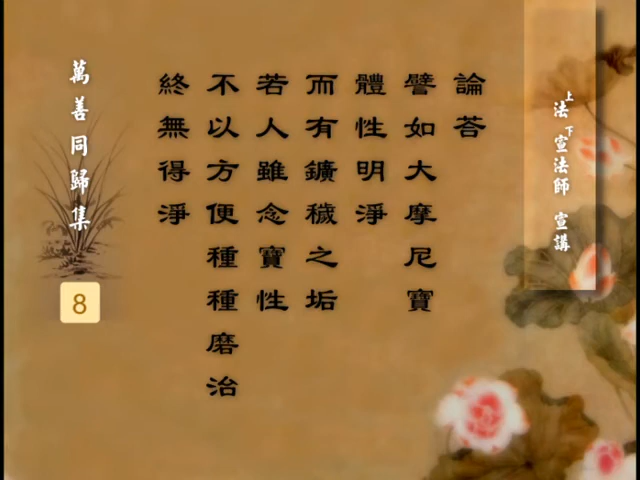 上法下宣法師 宣講
論荅
譬如大摩尼寶
體性明淨
而有鑛穢之垢
若人雖念寶性
不以方便種種磨治
終無得淨
萬善同歸集
8